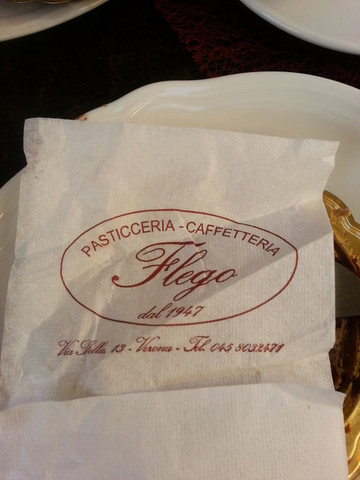 PASTICCERIA - CAFFETTERIA
Flego
dal 1947
Via Stella, 13 - Verona - Tel. 045 8032471